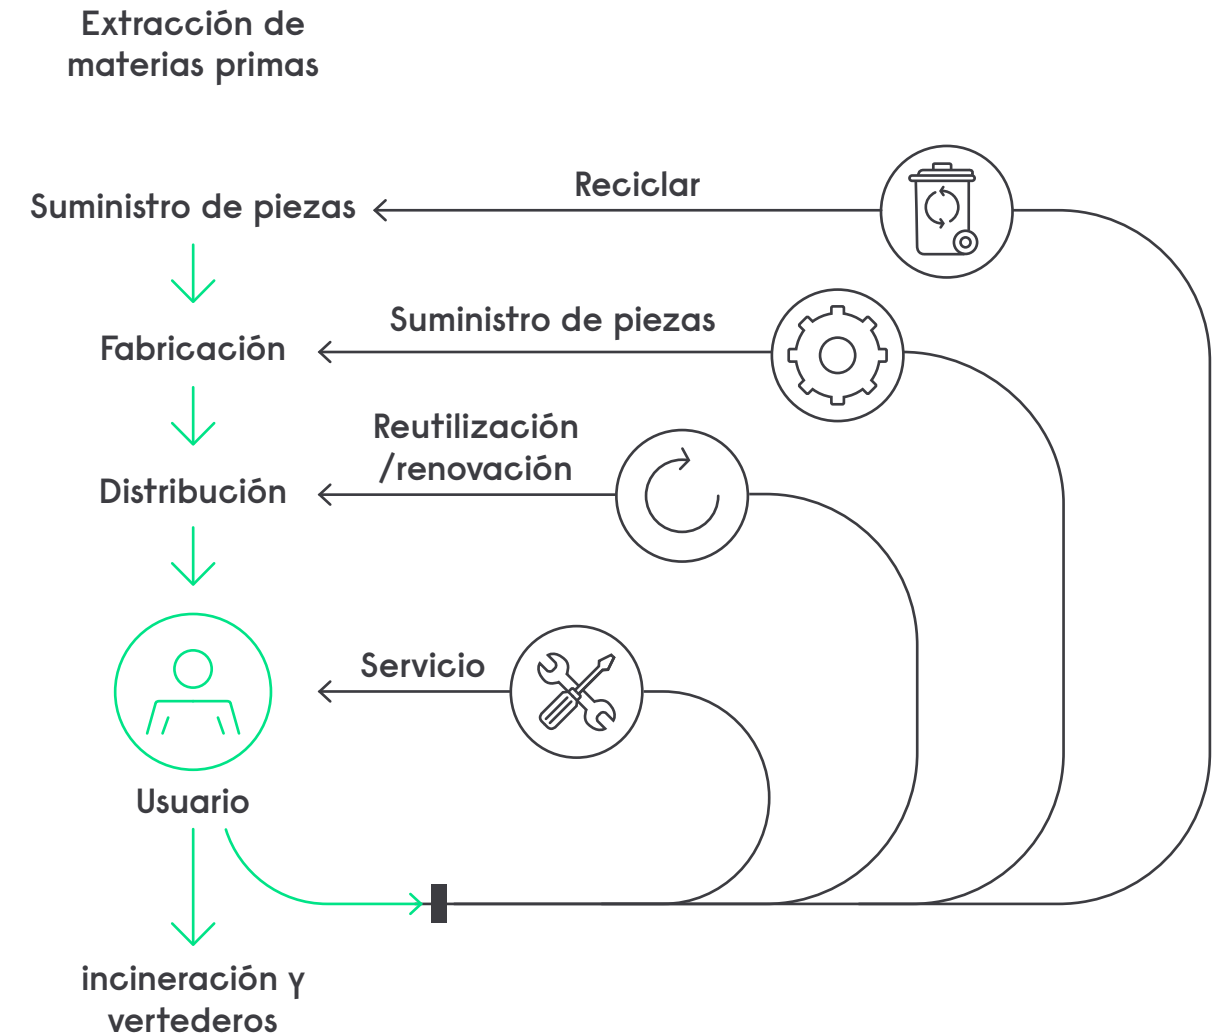 Extracción de
materias primas
Reciclar
Suministro de piezas
Suministro de piezas
Fabricación
Reutilización
/renovación
Distribución
Servicio
Usuario
incineración y
vertederos